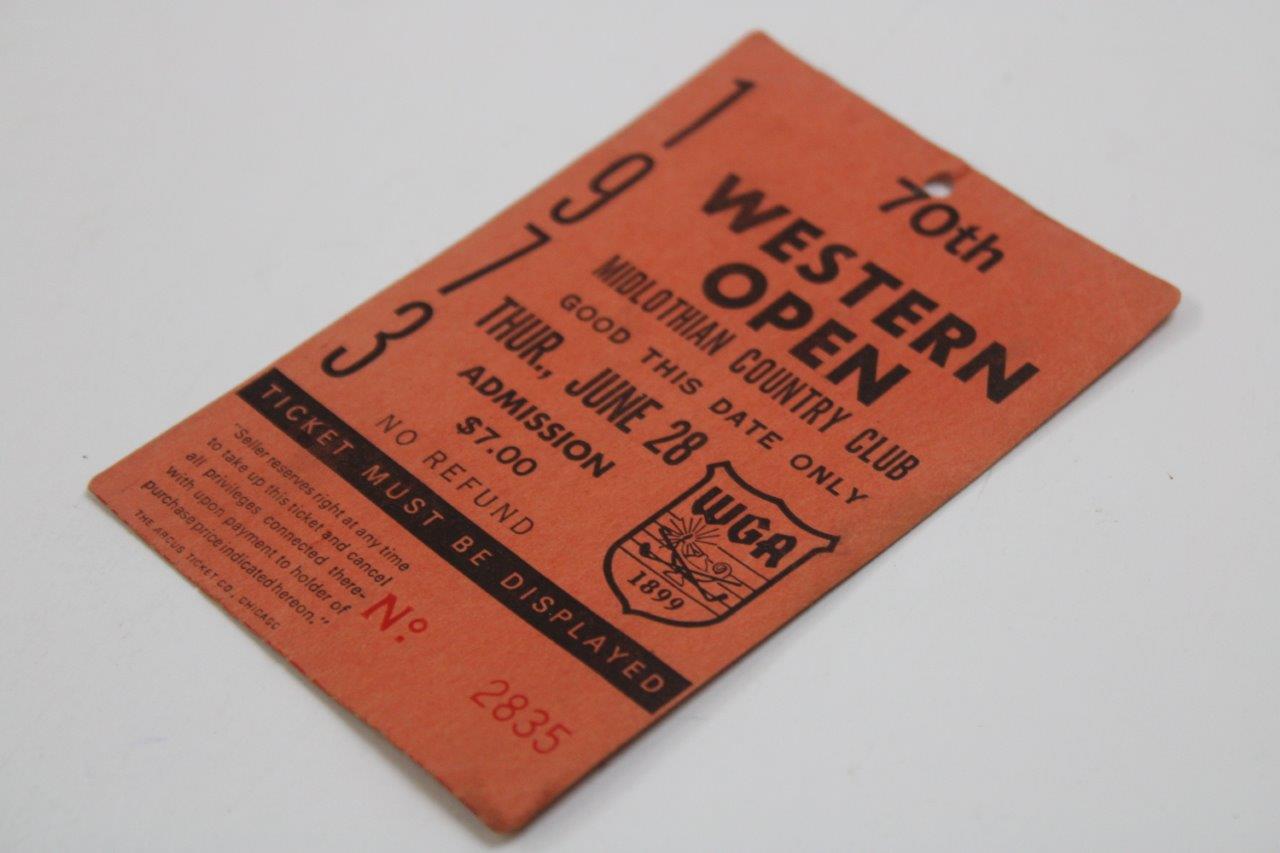 1973
70th
WESTERN
OPEN
MIDLOTHIAN COUNTRY CLUB
GOOD THIS DATE ONLY
THUR., JUNE 28
ADMISSION
$7.00
NO REFUND
WGA
1899
TICKET MUST BE DISPLAYED
"Seller reserves right at any time
to take up this ticket and cancel
all privileges connected there-
with upon payment to holder of
purchase price indicated hereon."
THE ARCUS TICKET CO., CHICAGO
No.
2835